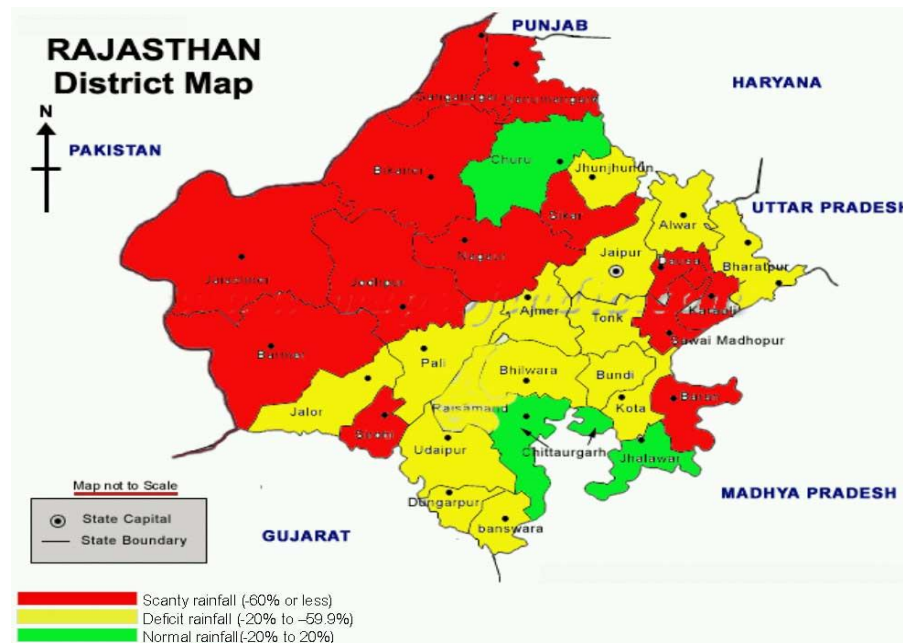 RAJASTHAN
District Map
N
PUNJAB
HARYANA
PAKISTAN
UTTAR PRADESH
Ganganagar
Hanumangarh
Churu
Jhunjhunun
Bikaner
Sikar
Alwar
Jaipur
Nagaur
Bharatpur
Dausa
Jaisalmer
Jodhpur
Karauli
Ajmer
Tonk
Sawai Madhopur
Barmer
Pali
Bhilwara
Bundi
Baran
Jalor
Rajsamand
Kota
Sirohi
Chittaurgarh
Udaipur
Jhalawar
Dungarpur
banswara
MADHYA PRADESH
GUJARAT
Map not to Scale
State Capital
State Boundary
Scanty rainfall (-60% or less)
Deficit rainfall (-20% to –59.9%)
Normal rainfall(-20% to 20%)